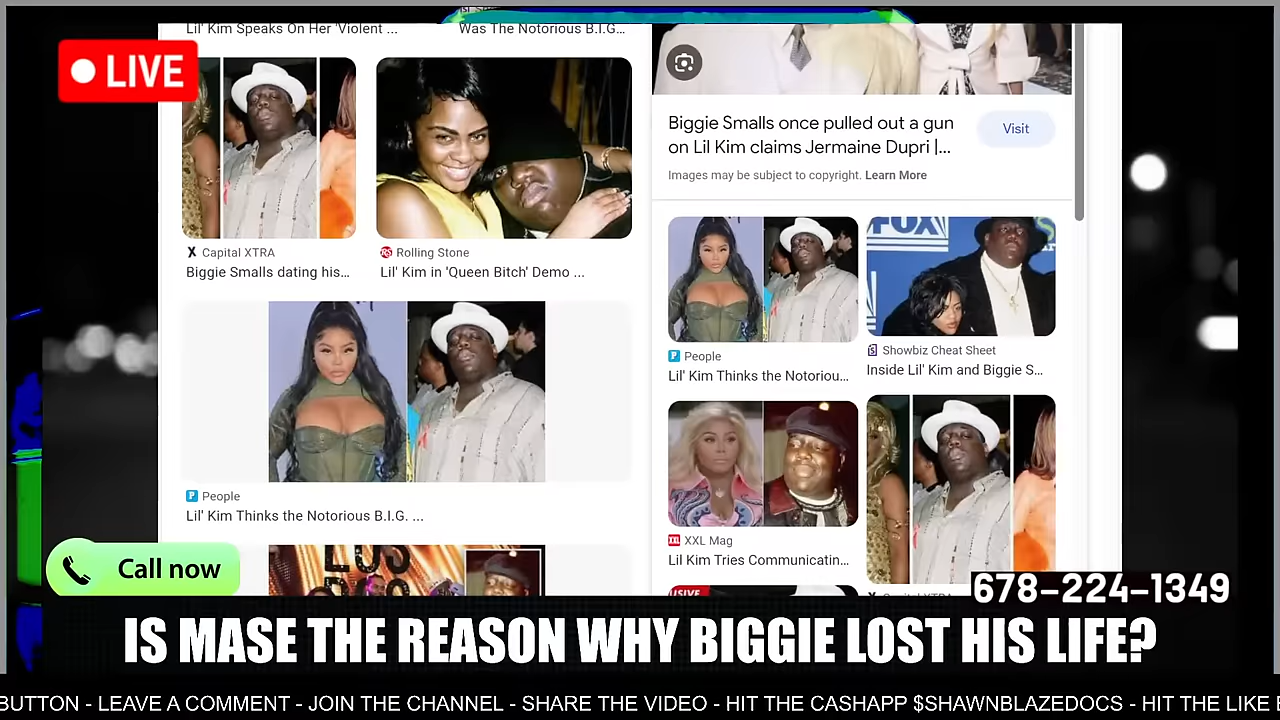 Lil' Kim Speaks On Her 'Violent ...
Was The Notorious B.I.G...
LIVE
Capital XTRA
Biggie Smalls dating his...
Rolling Stone
Lil' Kim in 'Queen Bitch' Demo ...
People
Lil' Kim Thinks the Notorious B.I.G. ...
Biggie Smalls once pulled out a gun
on Lil Kim claims Jermaine Dupri |...
Visit
Images may be subject to copyright. Learn More
FOX
People
Lil' Kim Thinks the Notoriou...
Showbiz Cheat Sheet
Inside Lil' Kim and Biggie S...
XXL Mag
Lil Kim Tries Communicatin...
Call now
678-224-1349
IS MASE THE REASON WHY BIGGIE LOST HIS LIFE?
BUTTON - LEAVE A COMMENT - JOIN THE CHANNEL - SHARE THE VIDEO - HIT THE CASHAPP $SHAWNBLAZEDOCS - HIT THE LIKE